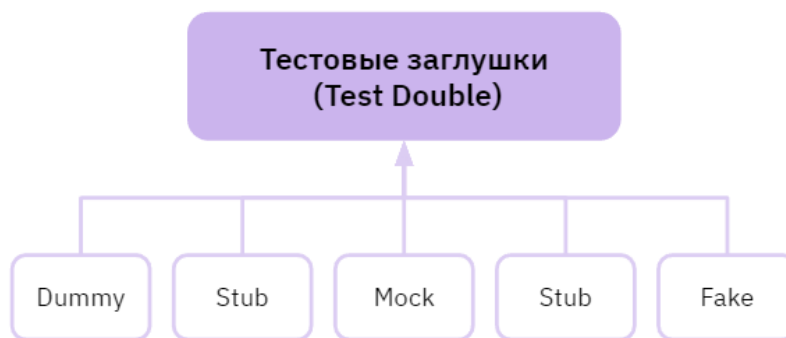 Тестовые заглушки
(Test Double)
Dummy
Stub
Mock
Stub
Fake